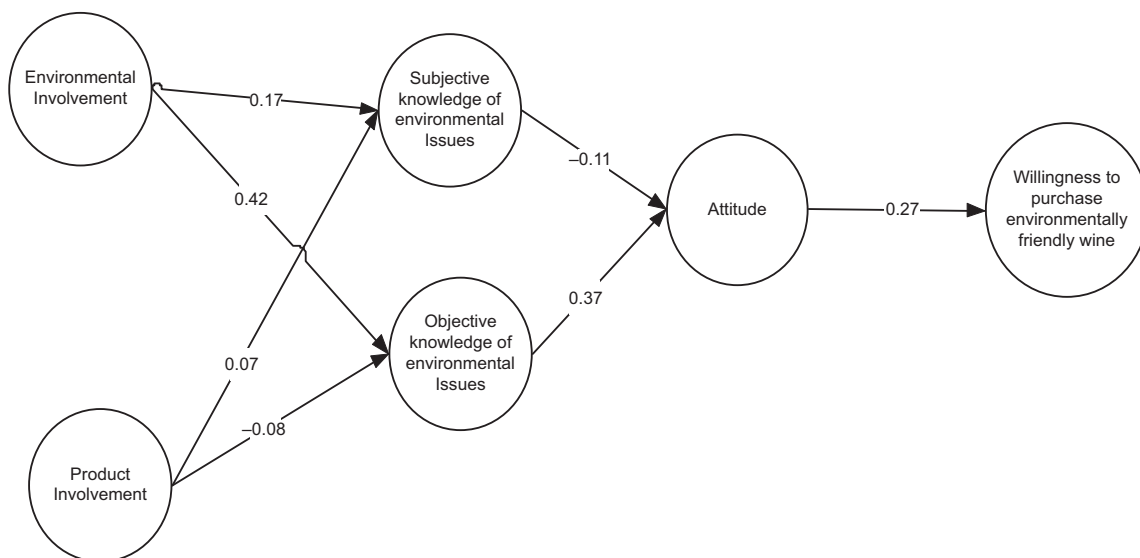 Environmental
Involvement
0.17
Subjective
knowledge of
environmental
Issues
–0.11
0.42
Attitude
0.27
Willingness to
purchase
environmentally
friendly wine
0.37
Objective
knowledge of
environmental
Issues
0.07
–0.08
Product
Involvement